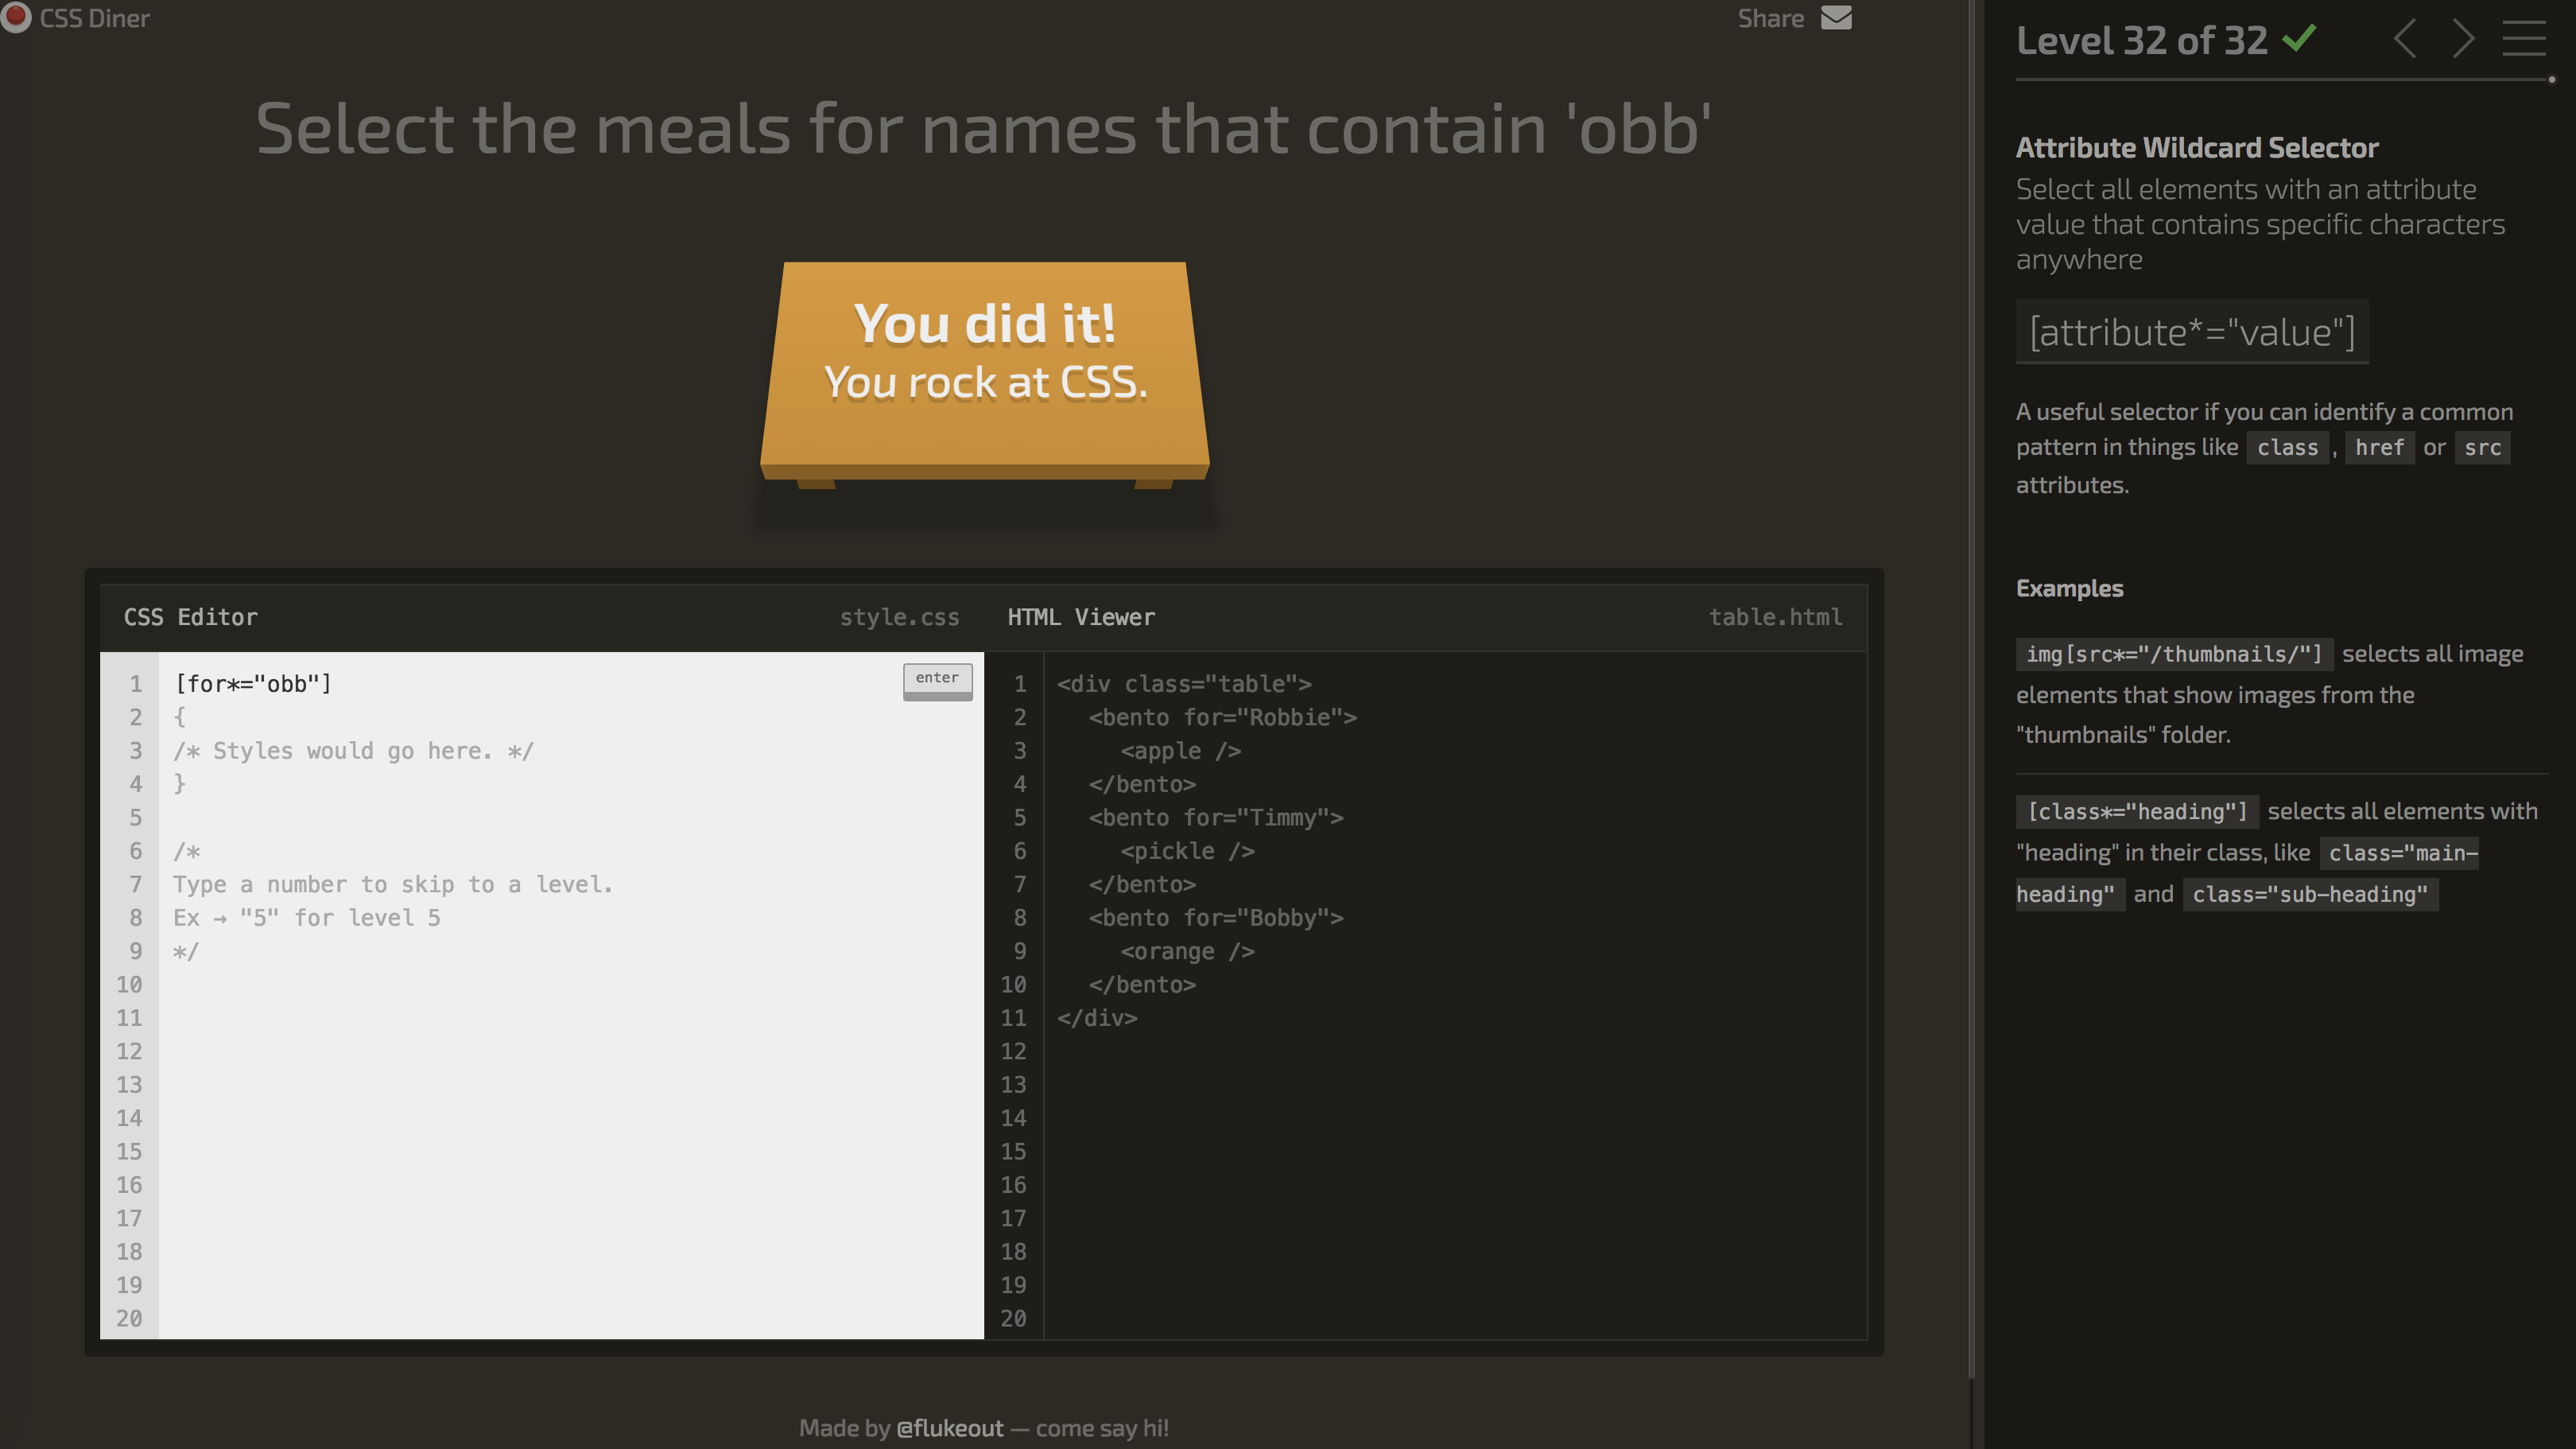 CSS Diner
Share
Select the meals for names that contain 'obb'
You did it!
You rock at CSS.
CSS Editor
style.css
HTML Viewer
table.html
1
2
3
4
5
6
7
8
9
10
11
12
13
14
15
16
17
18
19
20
[for*="obb"]
enter
{
/* Styles would go here. */
}
/*
Type a number to skip to a level.
Ex → "5" for level 5
*/
1
2
3
4
5
6
7
8
9
10
11
12
13
14
15
16
17
18
19
20
<div class="table">
<bento for="Robbie">
<apple />
</bento>
<bento for="Timmy">
<pickle />
</bento>
<bento for="Bobby">
<orange />
</bento>
</div>
Made by @flukeout — come say hi!
Level 32 of 32
Attribute Wildcard Selector
Select all elements with an attribute
value that contains specific characters
anywhere
[attribute*="value"]
A useful selector if you can identify a common
pattern in things like class , href or src
attributes.
Examples
img[src*="/thumbnails/"] selects all image
elements that show images from the
"thumbnails" folder.
[class*="heading"] selects all elements with
"heading" in their class, like class="main-
heading" and class="sub-heading"